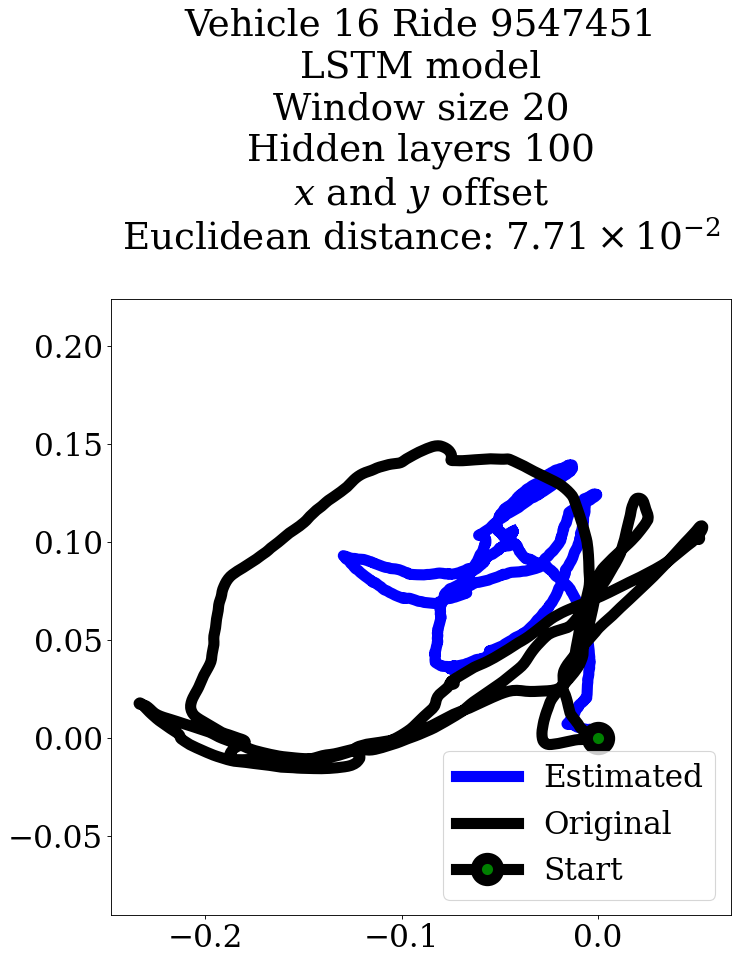 Vehicle 16 Ride 9547451
LSTM model
Window size 20
Hidden layers 100
x and y offset
Euclidean distance: 7.71 × 10⁻²
0.20
0.15
0.10
0.05
0.00
−0.05
Estimated
Original
Start
−0.2
−0.1
0.0